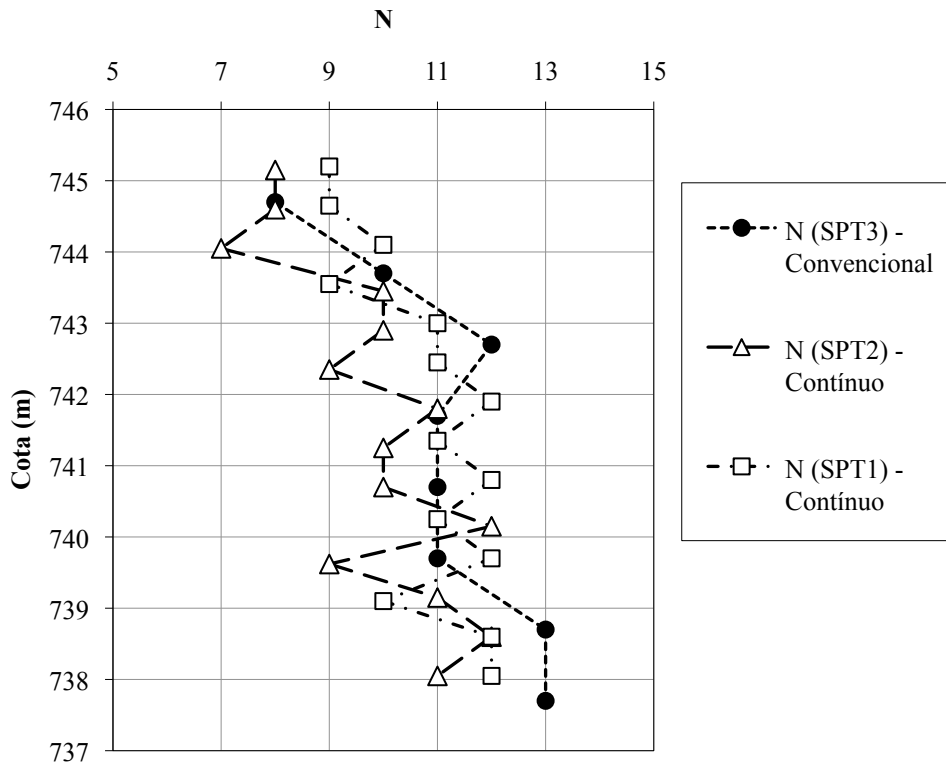 N
5 7 9 11 13 15
746
745
744
743
742
741
740
739
738
737
Cota (m)
N (SPT3) -
Convencional
N (SPT2) -
Contínuo
N (SPT1) -
Contínuo